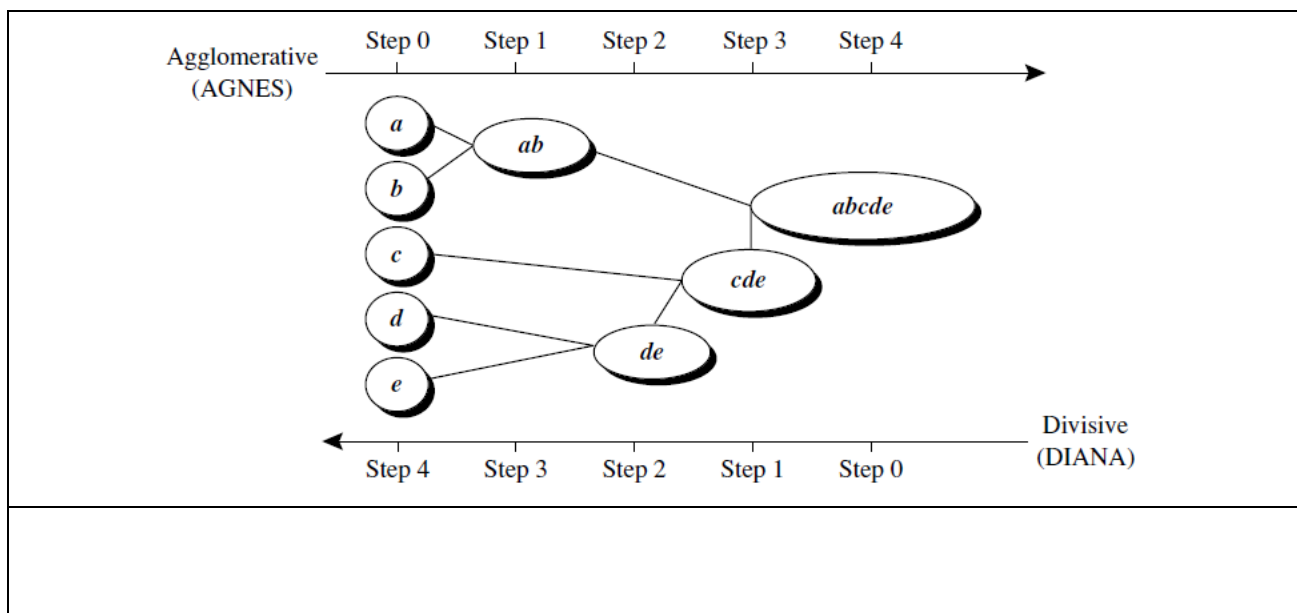 Step 0 Step 1 Step 2 Step 3 Step 4
Agglomerative
(AGNES)
a
ab
b
abcde
c
cde
d
de
e
Divisive
(DIANA)
Step 4 Step 3 Step 2 Step 1 Step 0